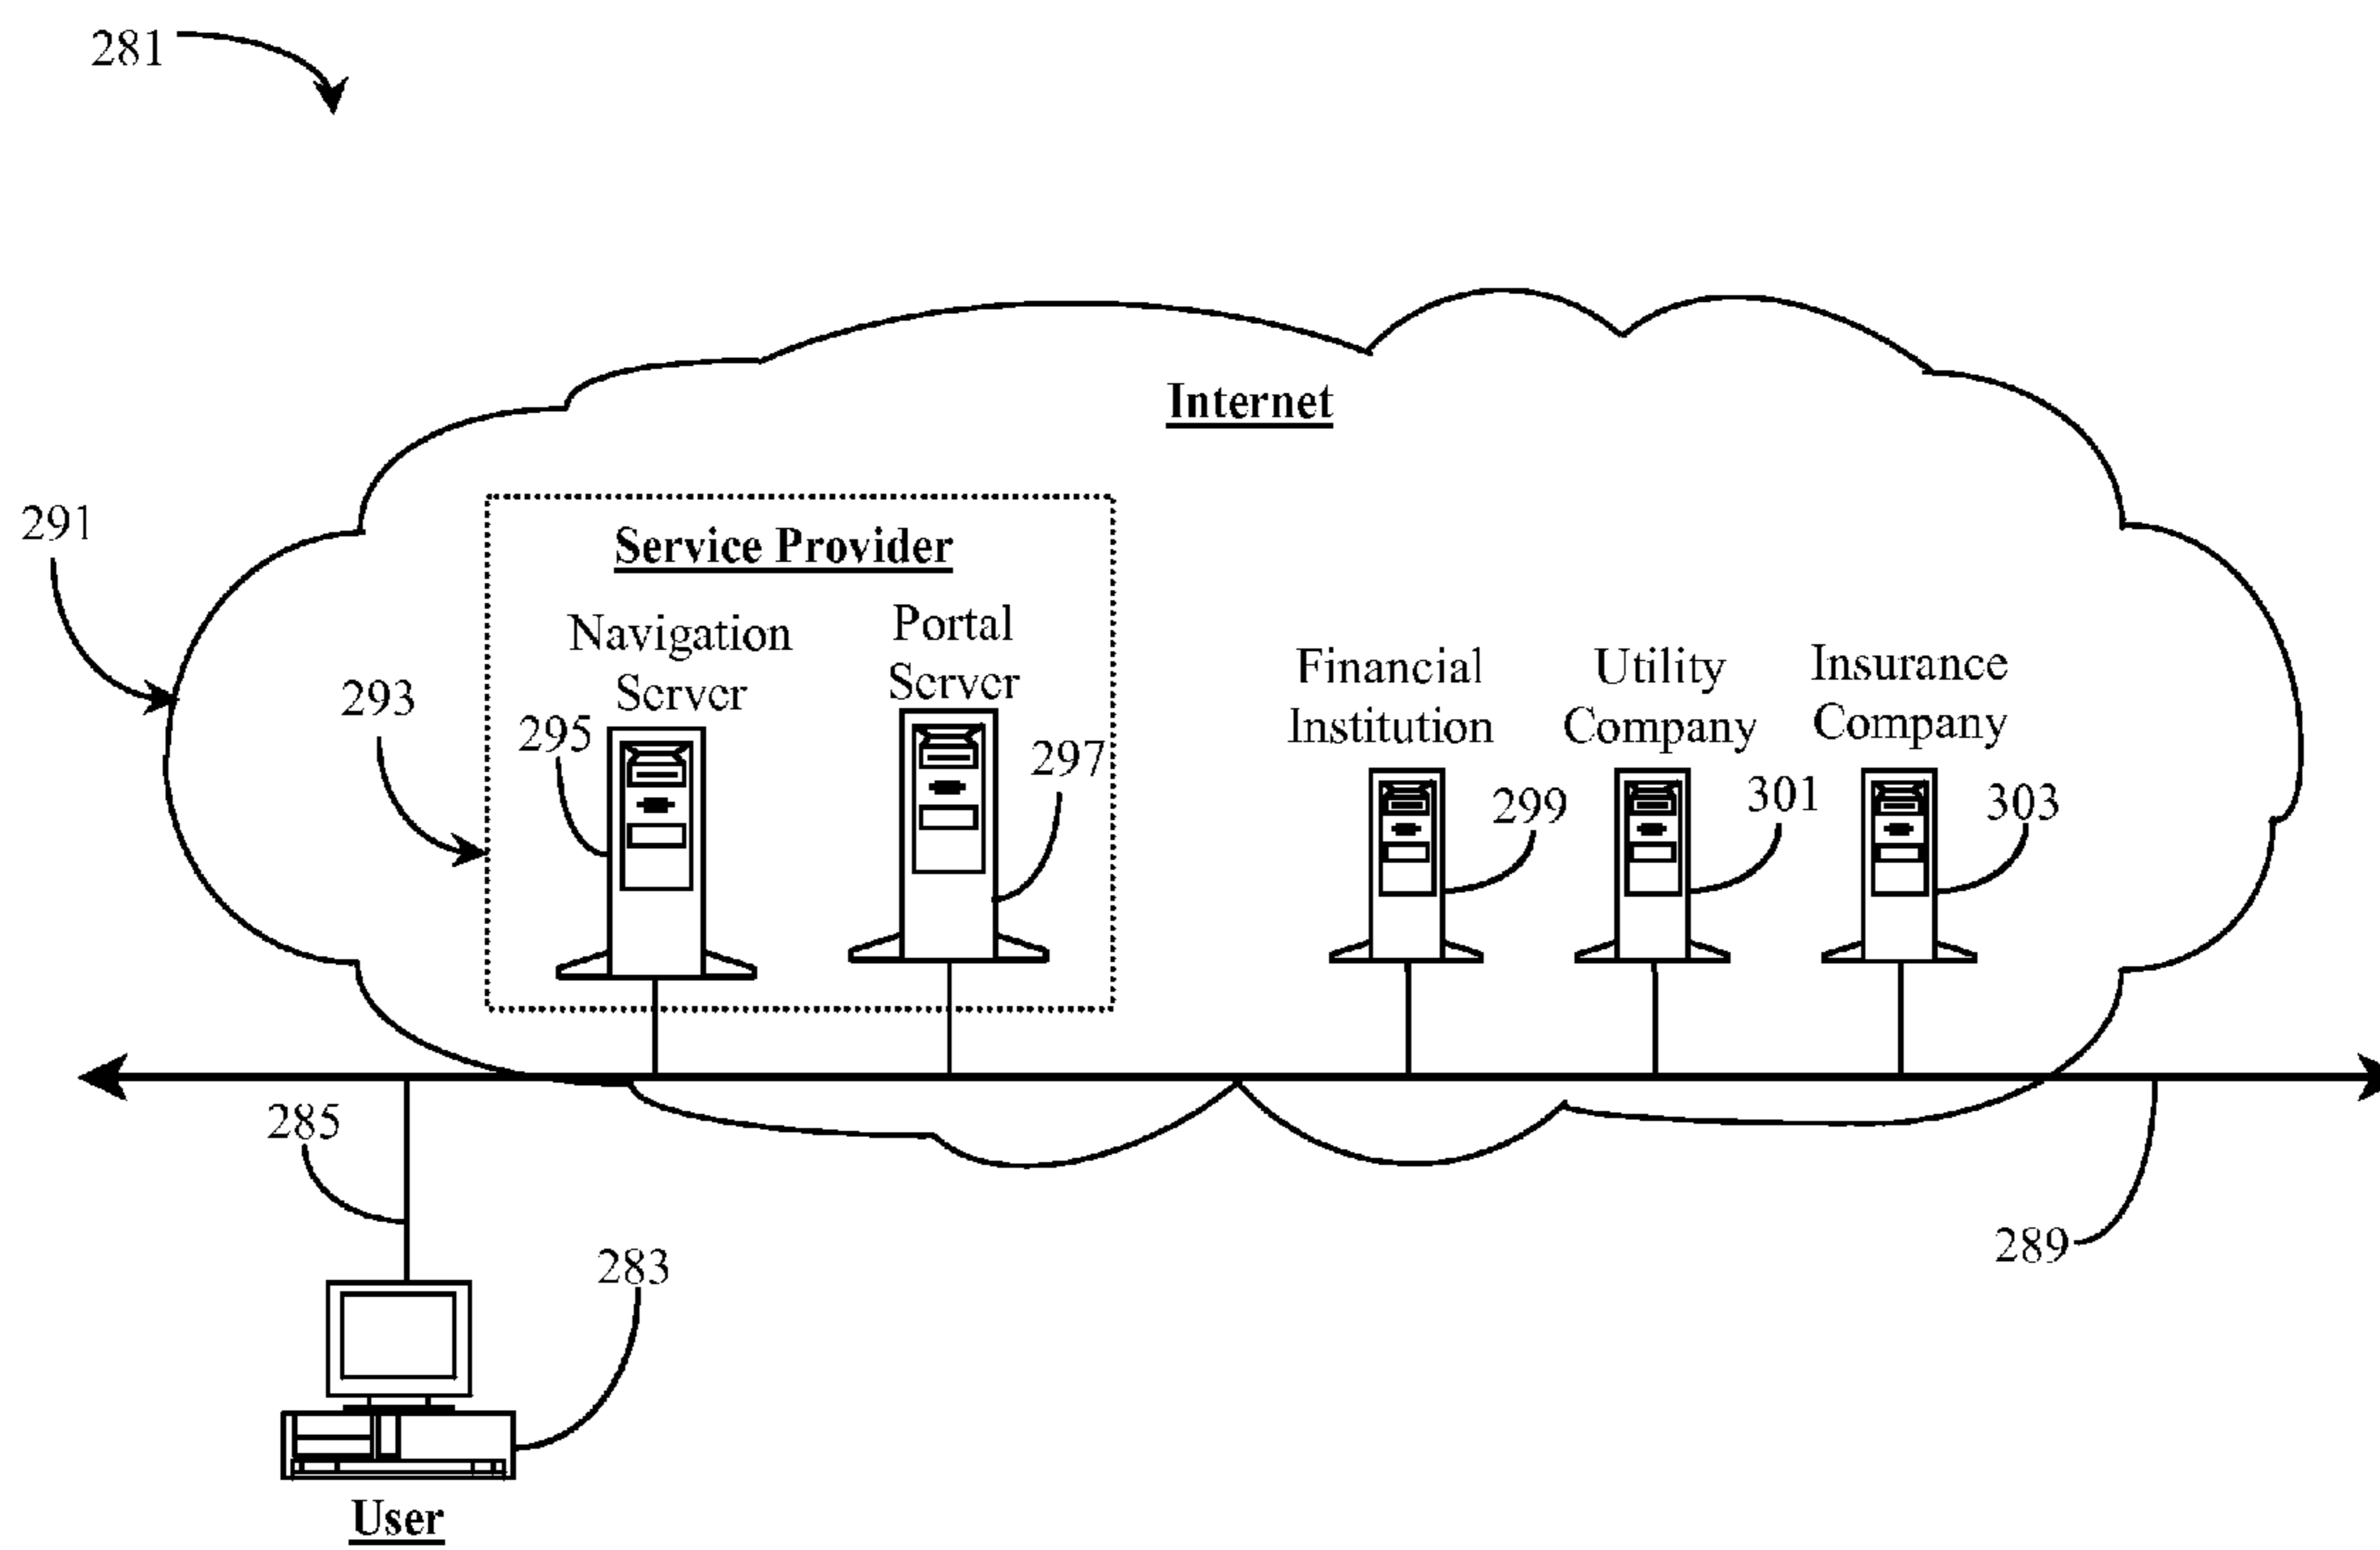 281
Internet
291
Service Provider
Navigation
Server
Portal
Server
293
295
297
Financial
Institution
Utility
Company
Insurance
Company
299
301
303
285
283
289
User